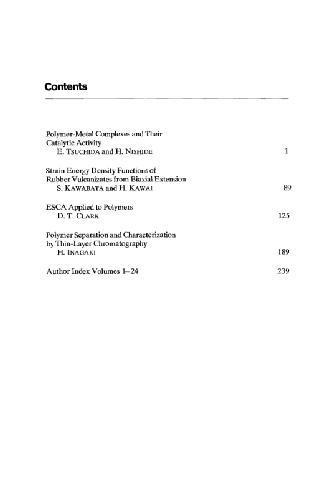 Contents
Polymer-Metal Complexes and Their
Catalytic Activity
E. TSUCHIDA and H. NISHIDE 1
Strain Energy Density Functions of
Rubber Vulcanizates from Biaxial Extension
S. KAWABATA and H. KAWAI 89
ESCA Applied to Polymers
D. T. CLARK 125
Polymer Separation and Characterization
by Thin-Layer Chromatography
H. INAGAKI 189
Author Index Volumes 1–24 239